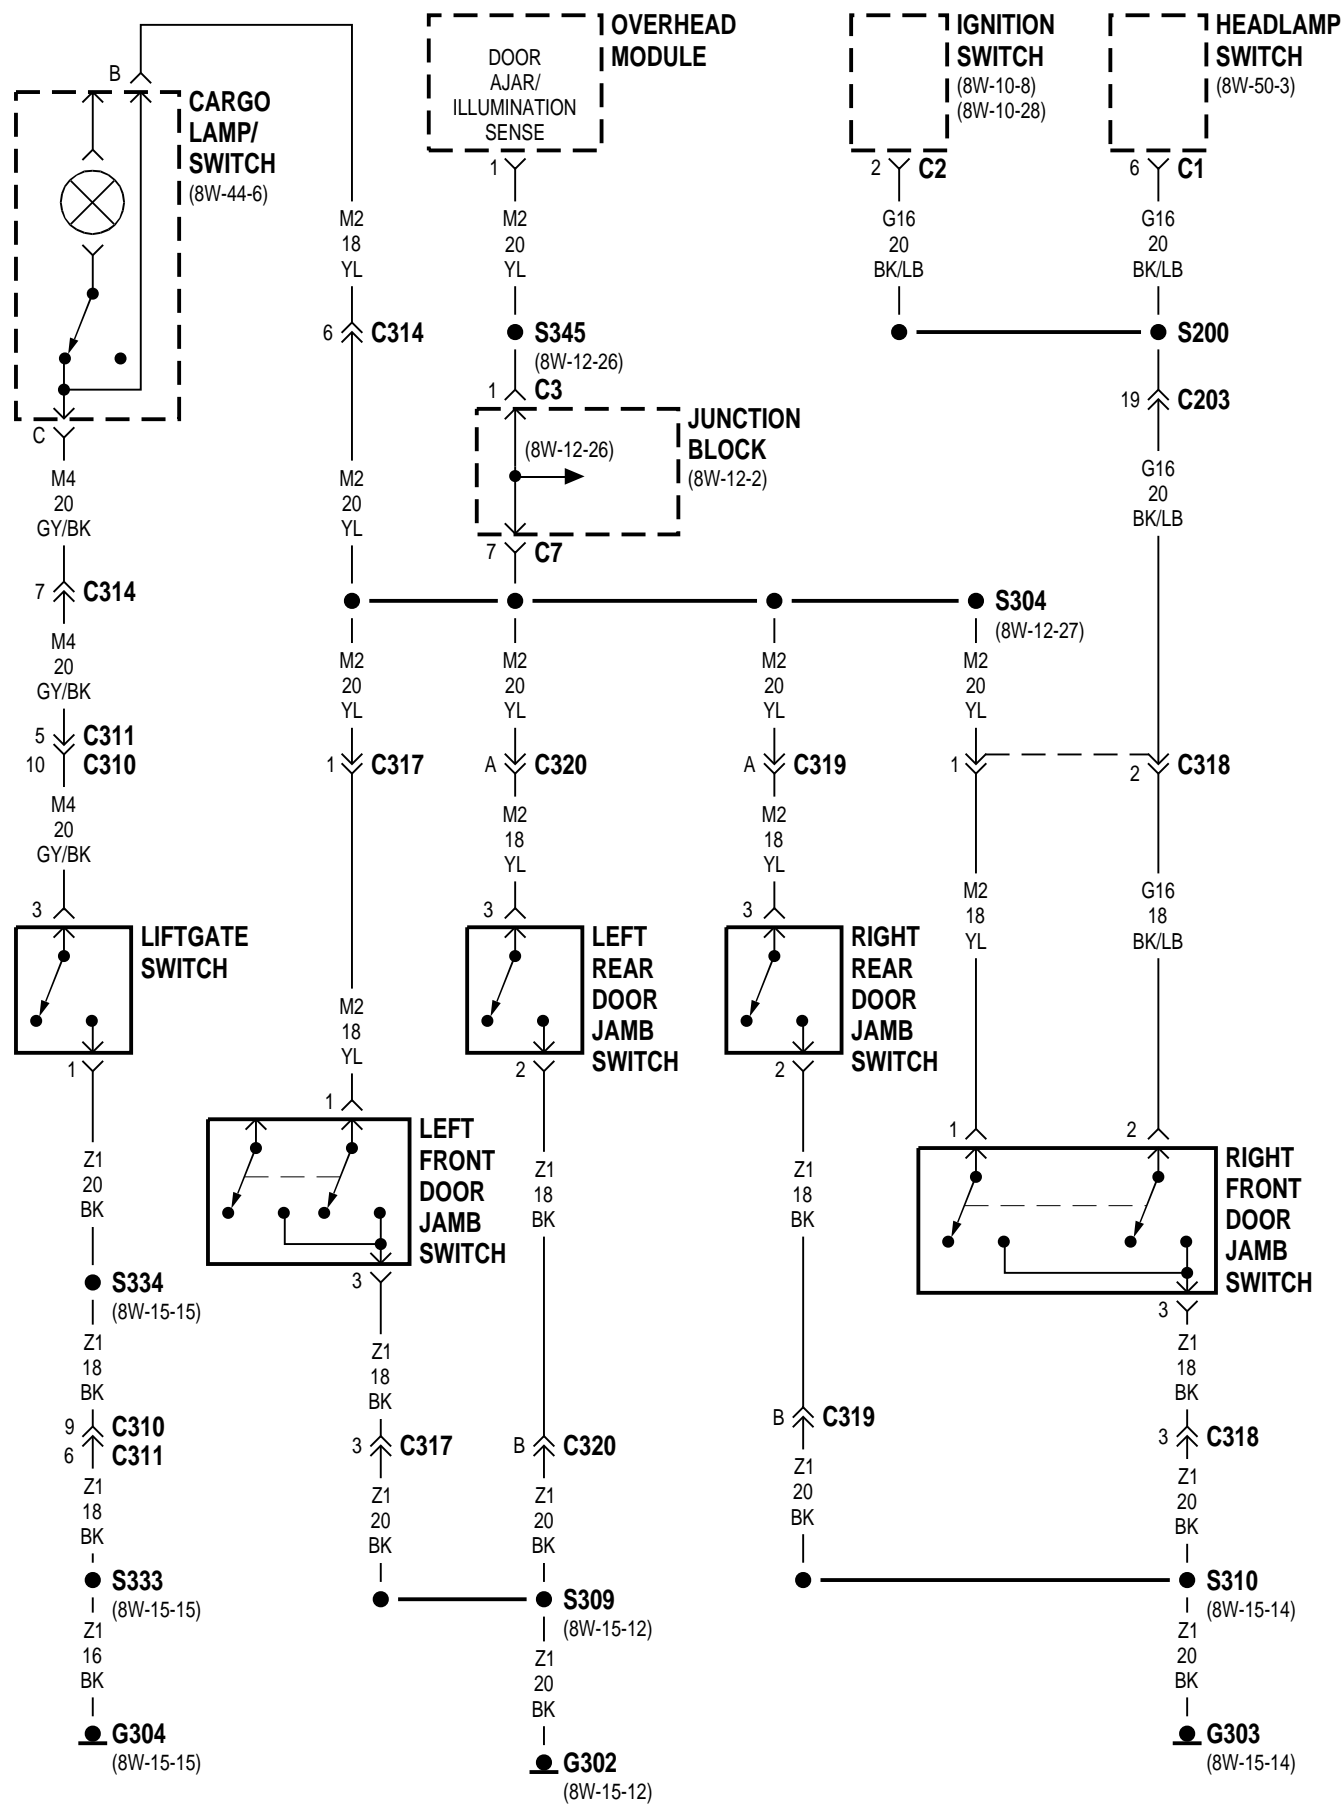 OVERHEAD
MODULE
DOOR
AJAR/
ILLUMINATION
SENSE
IGNITION
SWITCH
(8W-10-8)
(8W-10-28)
HEADLAMP
SWITCH
(8W-50-3)
B
CARGO
LAMP/
SWITCH
(8W-44-6)
1
2
C2
6
C1
M2
18
YL
M2
20
YL
G16
20
BK/LB
G16
20
BK/LB
6
C314
S345
(8W-12-26)
S200
1
C3
19
C203
C
JUNCTION
BLOCK
(8W-12-2)
(8W-12-26)
M4
20
GY/BK
M2
20
YL
G16
20
BK/LB
7
C7
7
C314
S304
(8W-12-27)
M4
20
GY/BK
M2
20
YL
M2
20
YL
M2
20
YL
M2
20
YL
5
C311
10
C310
1
C317
A
C320
A
C319
1
2
C318
M4
20
GY/BK
M2
18
YL
M2
18
YL
M2
18
YL
G16
18
BK/LB
3
LIFTGATE
SWITCH
3
LEFT
REAR
DOOR
JAMB
SWITCH
3
RIGHT
REAR
DOOR
JAMB
SWITCH
M2
18
YL
1
2
2
1
LEFT
FRONT
DOOR
JAMB
SWITCH
1
2
RIGHT
FRONT
DOOR
JAMB
SWITCH
Z1
20
BK
Z1
18
BK
Z1
18
BK
3
3
S334
(8W-15-15)
Z1
18
BK
Z1
18
BK
Z1
18
BK
9
C310
6
C311
3
C317
B
C320
B
C319
3
C318
Z1
18
BK
Z1
20
BK
Z1
20
BK
Z1
20
BK
Z1
20
BK
S333
(8W-15-15)
S309
(8W-15-12)
S310
(8W-15-14)
Z1
16
BK
Z1
20
BK
Z1
20
BK
G304
(8W-15-15)
G302
(8W-15-12)
G303
(8W-15-14)